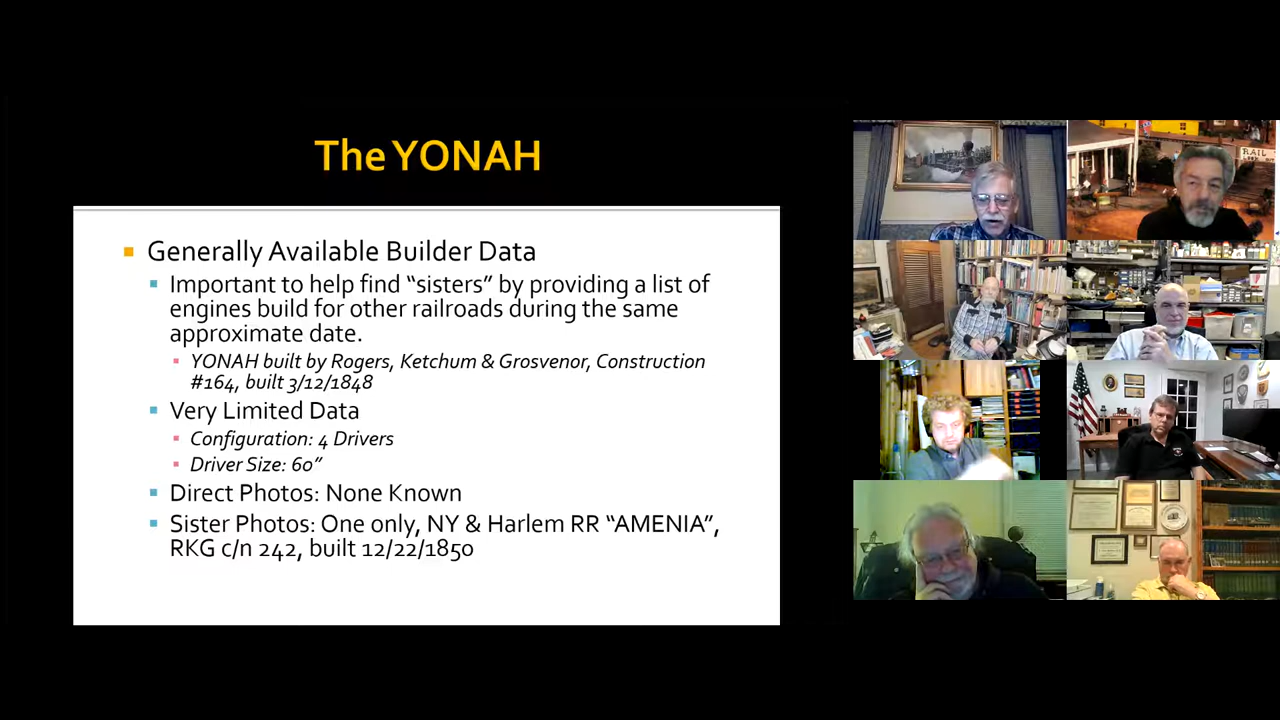 The YONAH
Generally Available Builder Data
Important to help find “sisters” by providing a list of
engines build for other railroads during the same
approximate date.
YONAH built by Rogers, Ketchum & Grosvenor, Construction
#164, built 3/12/1848
Very Limited Data
Configuration: 4 Drivers
Driver Size: 60”
Direct Photos: None Known
Sister Photos: One only, NY & Harlem RR “AMENIA”,
RKG c/n 242, built 12/22/1850
RAIL